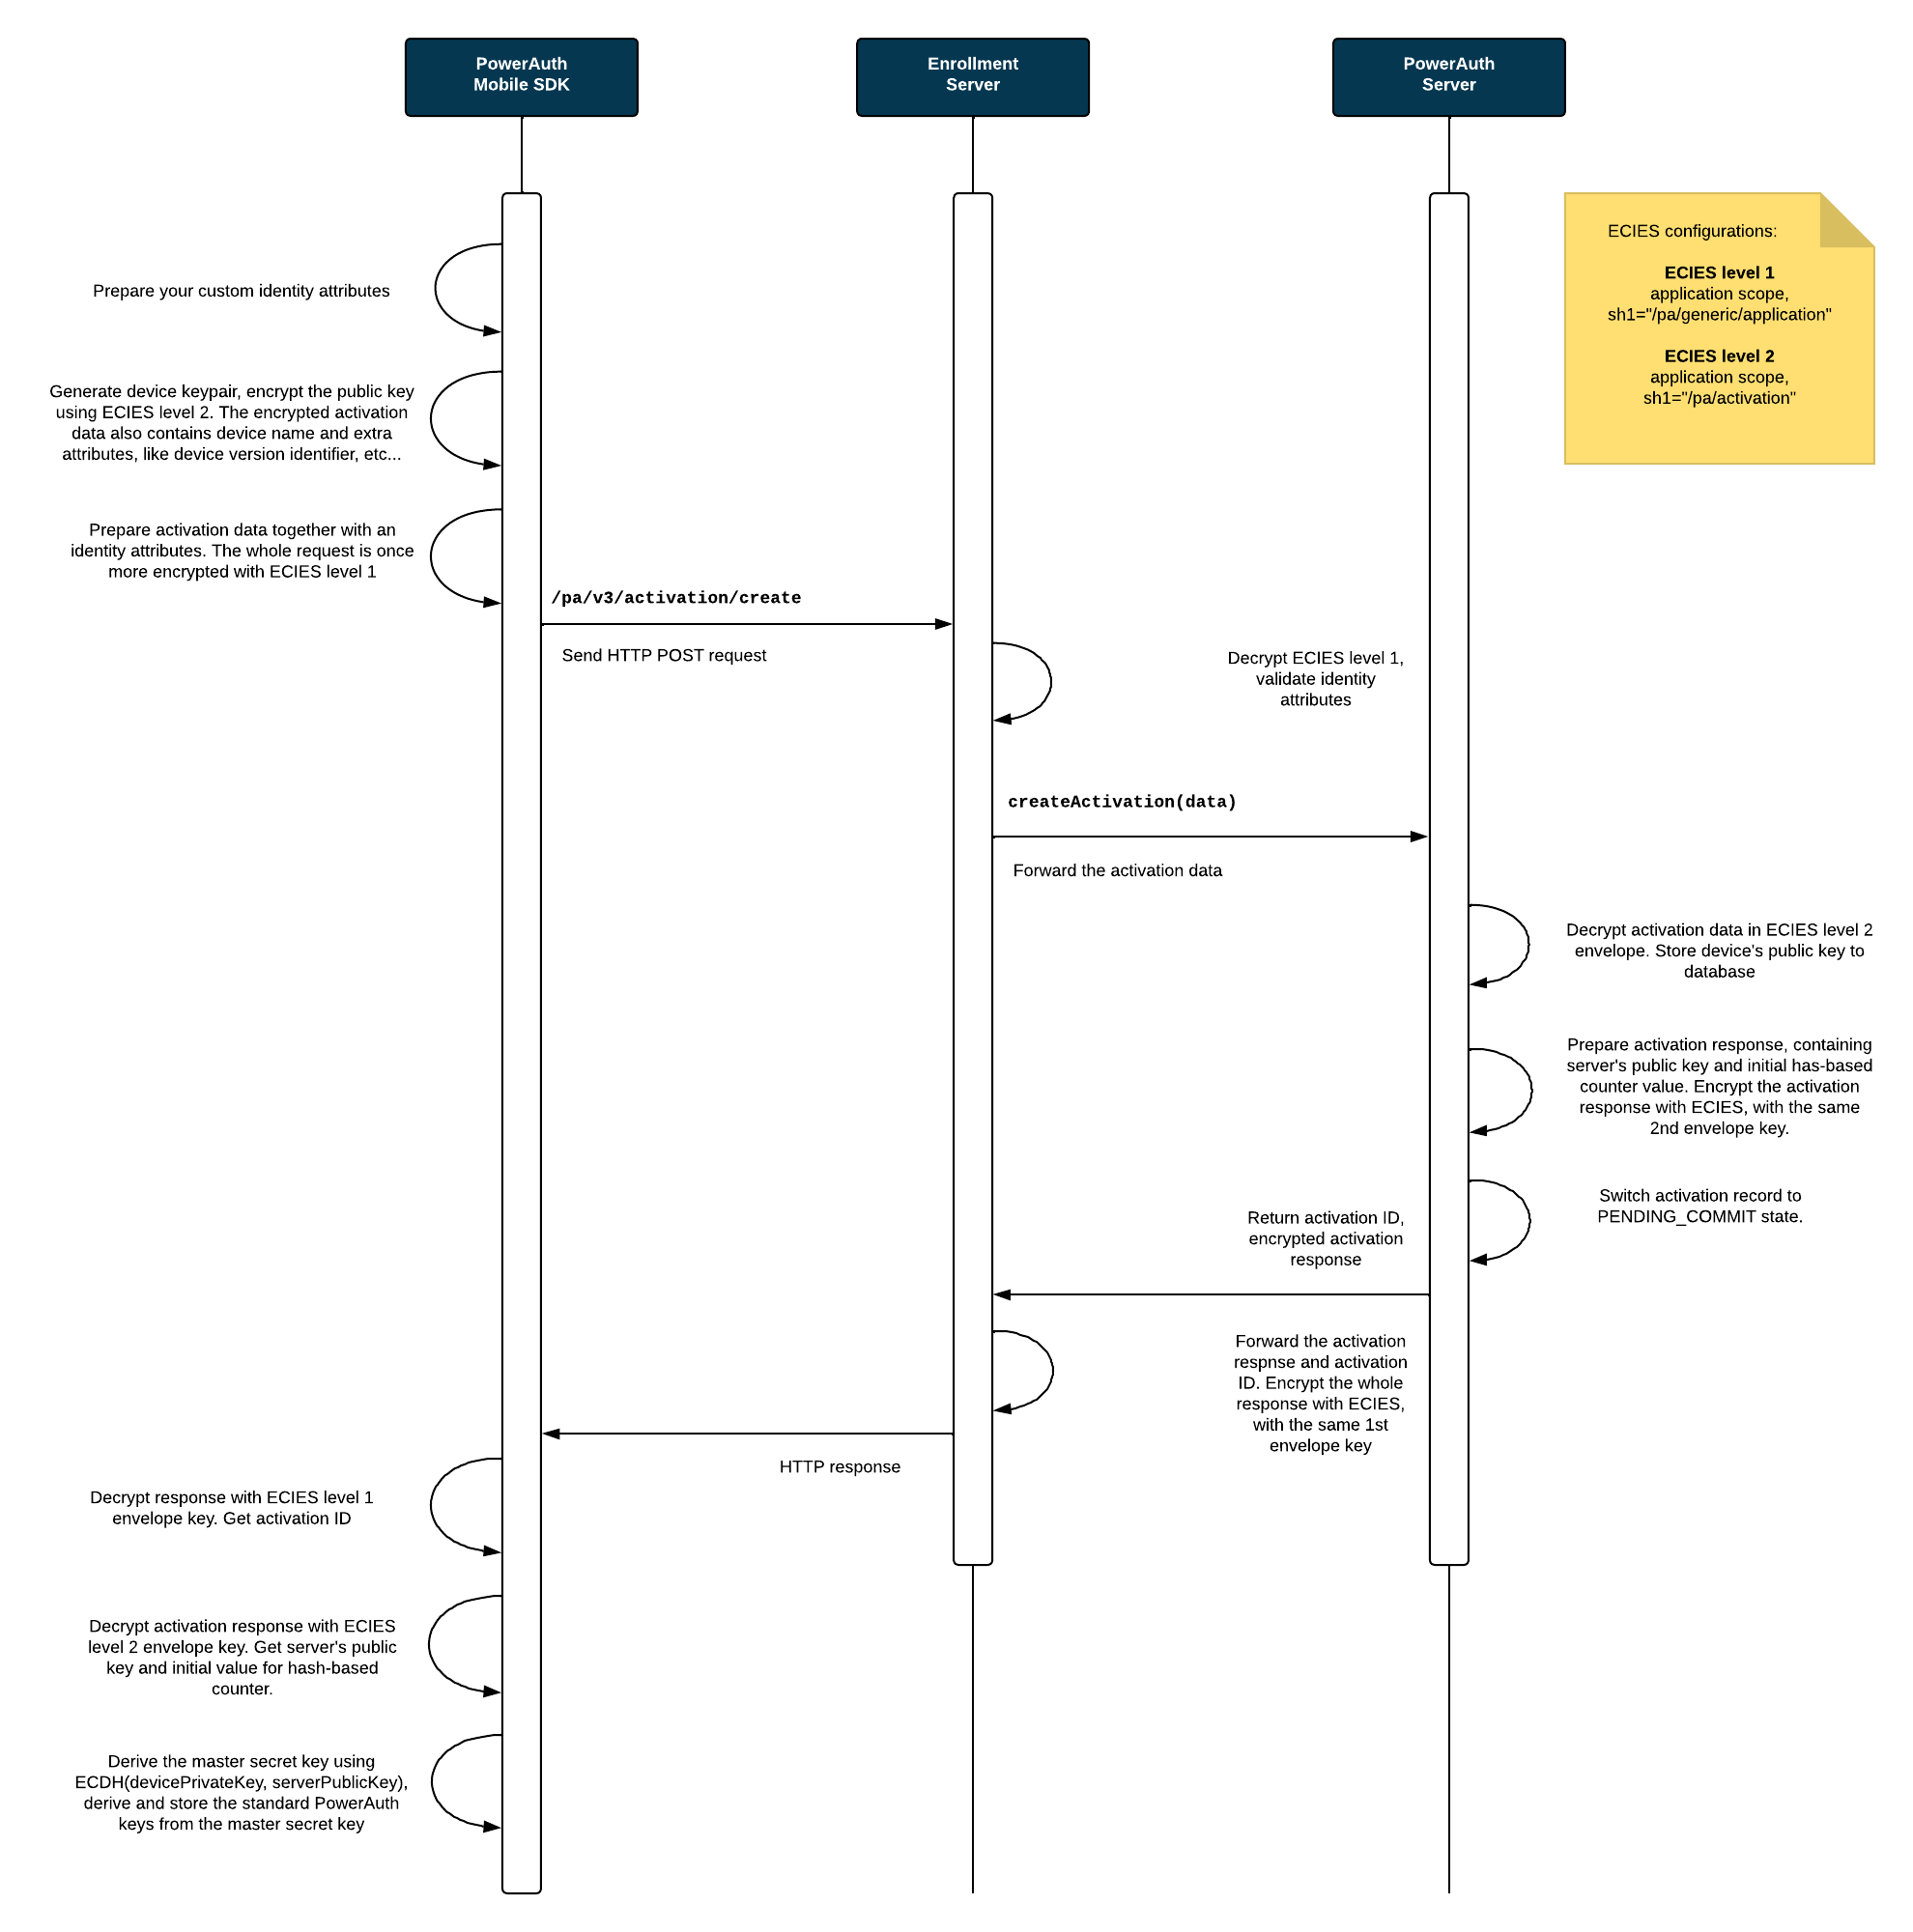 PowerAuth
Mobile SDK
Enrollment
Server
PowerAuth
Server
ECIES configurations:
ECIES level 1
application scope,
sh1="/pa/generic/application"
ECIES level 2
application scope,
sh1="/pa/activation"
Prepare your custom identity attributes
Generate device keypair, encrypt the public key
using ECIES level 2. The encrypted activation
data also contains device name and extra
attributes, like device version identifier, etc...
Prepare activation data together with an
identity attributes. The whole request is once
more encrypted with ECIES level 1
/pa/v3/activation/create
Send HTTP POST request
Decrypt ECIES level 1,
validate identity
attributes
createActivation(data)
Forward the activation data
Decrypt activation data in ECIES level 2
envelope. Store device's public key to
database
Prepare activation response, containing
server's public key and initial has-based
counter value. Encrypt the activation
response with ECIES, with the same
2nd envelope key.
Switch activation record to
PENDING_COMMIT state.
Return activation ID,
encrypted activation
response
Forward the activation
respnse and activation
ID. Encrypt the whole
response with ECIES,
with the same 1st
envelope key
HTTP response
Decrypt response with ECIES level 1
envelope key. Get activation ID
Decrypt activation response with ECIES
level 2 envelope key. Get server's public
key and initial value for hash-based
counter.
Derive the master secret key using
ECDH(devicePrivateKey, serverPublicKey),
derive and store the standard PowerAuth
keys from the master secret key